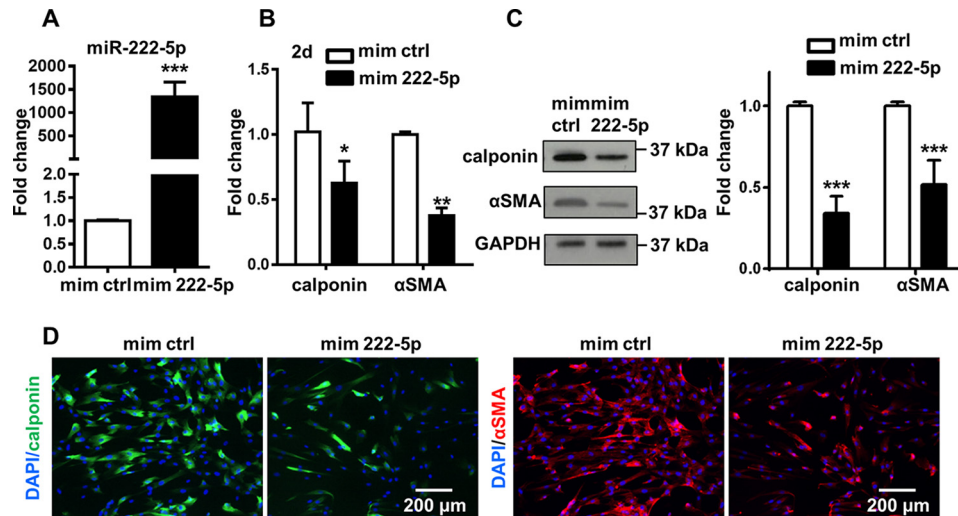 A
miR-222-5p
Fold change
2000
1500
1000
500
2.0
1.5
1.0
0.5
0.0
***
mim ctrl mim 222-5p
B
2d
mim ctrl
mim 222-5p
Fold change
1.5
1.0
0.5
0.0
*
**
calponin
αSMA
C
mim mim
ctrl 222-5p
calponin
37 kDa
αSMA
37 kDa
GAPDH
37 kDa
mim ctrl
mim 222-5p
Fold change
1.0
0.5
0.0
***
***
calponin
αSMA
D
mim ctrl
mim 222-5p
DAPI/calponin
200 µm
mim ctrl
mim 222-5p
DAPI/αSMA
200 µm